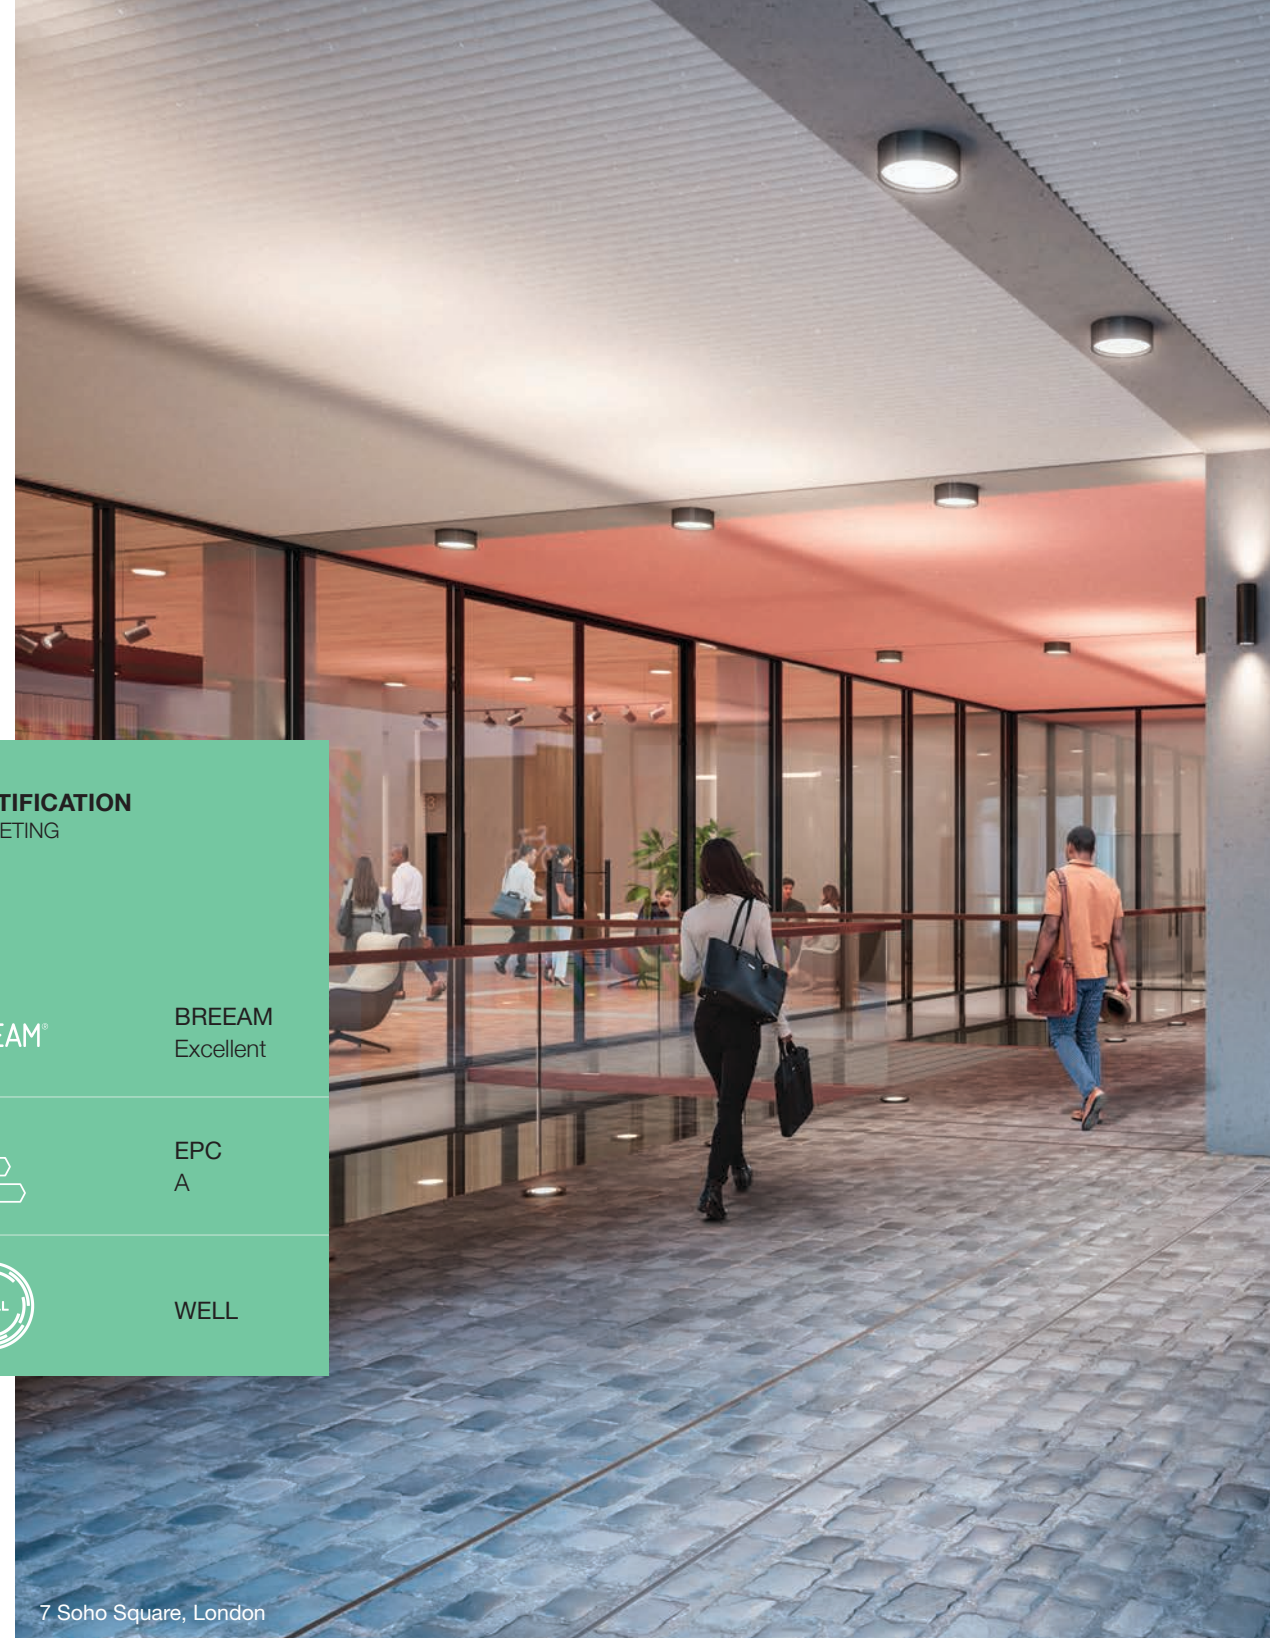 TIFICATION
ETING
EAM®
BREEAM
Excellent
EPC
A
WELL
7 Soho Square, London